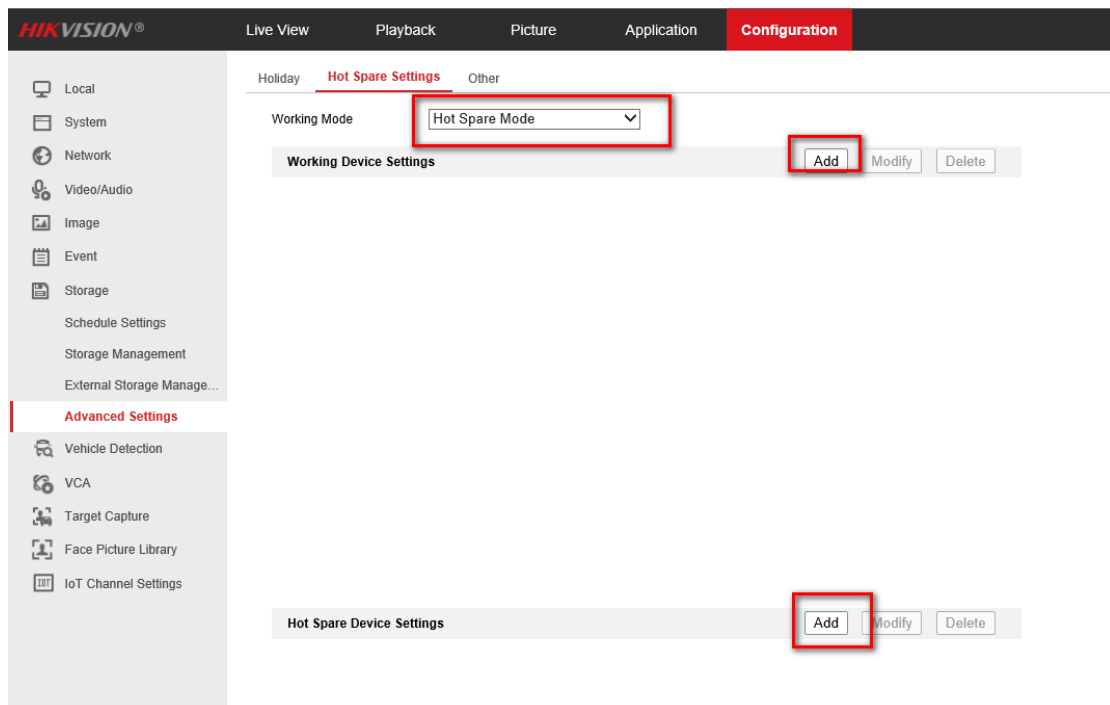 HIKVISION® Live View Playback Picture Application Configuration
Holiday Hot Spare Settings Other
Local
Working Mode Hot Spare Mode
System
Network
Working Device Settings Add Modify Delete
Video/Audio
Image
Event
Storage
Schedule Settings
Storage Management
External Storage Manage...
Advanced Settings
Vehicle Detection
VCA
Target Capture
Face Picture Library
IOT IoT Channel Settings
Hot Spare Device Settings Add Modify Delete